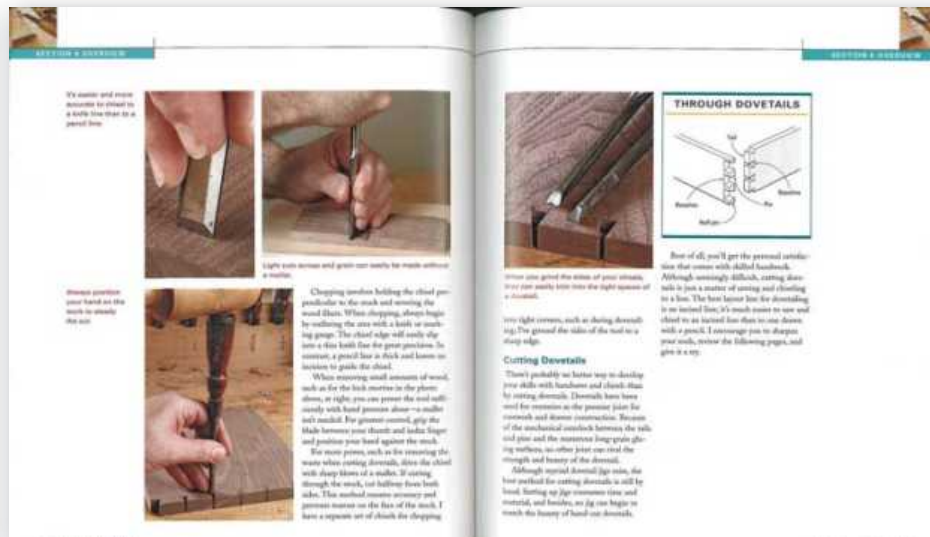 SECTION 4 OVERVIEW
It's easier and more
accurate to chisel to
a knife line than to a
pencil line.
Light cuts across end grain can easily be made without
a mallet.
Always position
your hand on the
stock to steady
the cut.
Chopping involves holding the chisel per-
pendicular to the stock and severing the
wood fibers. When chopping, always begin
by outlining the area with a knife or mark-
ing gauge. The chisel edge will easily slip
into a thin knife line for great precision. In
contrast, a pencil line is thick and leaves no
incision to guide the chisel.
When removing small amounts of wood,
such as for the lock mortise in the photo
above, at right, you can power the tool suffi-
ciently with hand pressure alone—a mallet
isn't needed. For greatest control, grip the
blade between your thumb and index finger
and position your hand against the stock.
For more power, such as for removing the
waste when cutting dovetails, drive the chisel
with sharp blows of a mallet. If cutting
through the stock, cut halfway from both
sides. This method ensures accuracy and
prevents tearout on the face of the stock. I
have a separate set of chisels for chopping
SECTION 4 OVERVIEW
When you grind the sides of your chisels,
they can easily trim into the tight spaces of
a dovetail.
into tight corners, such as during dovetail-
ing; I've ground the sides of the tool to a
sharp edge.
Cutting Dovetails
There's probably no better way to develop
your skills with handsaws and chisels than
by cutting dovetails. Dovetails have been
used for centuries as the premier joint for
casework and drawer construction. Because
of the mechanical interlock between the tails
and pins and the numerous long-grain glu-
ing surfaces, no other joint can rival the
strength and beauty of the dovetail.
Although myriad dovetail jigs exist, the
best method for cutting dovetails is still by
hand. Setting up jigs consumes time and
material, and besides, no jig can begin to
match the beauty of hand-cut dovetails.
THROUGH DOVETAILS
Tail
Baseline
Baseline
Pin
Half-pin
Best of all, you'll get the personal satisfac-
tion that comes with skilled handwork.
Although seemingly difficult, cutting dove-
tails is just a matter of sawing and chiseling
to a line. The best layout line for dovetailing
is an incised line; it's much easier to saw and
chisel to an incised line than to one drawn
with a pencil. I encourage you to sharpen
your tools, review the following pages, and
give it a try.